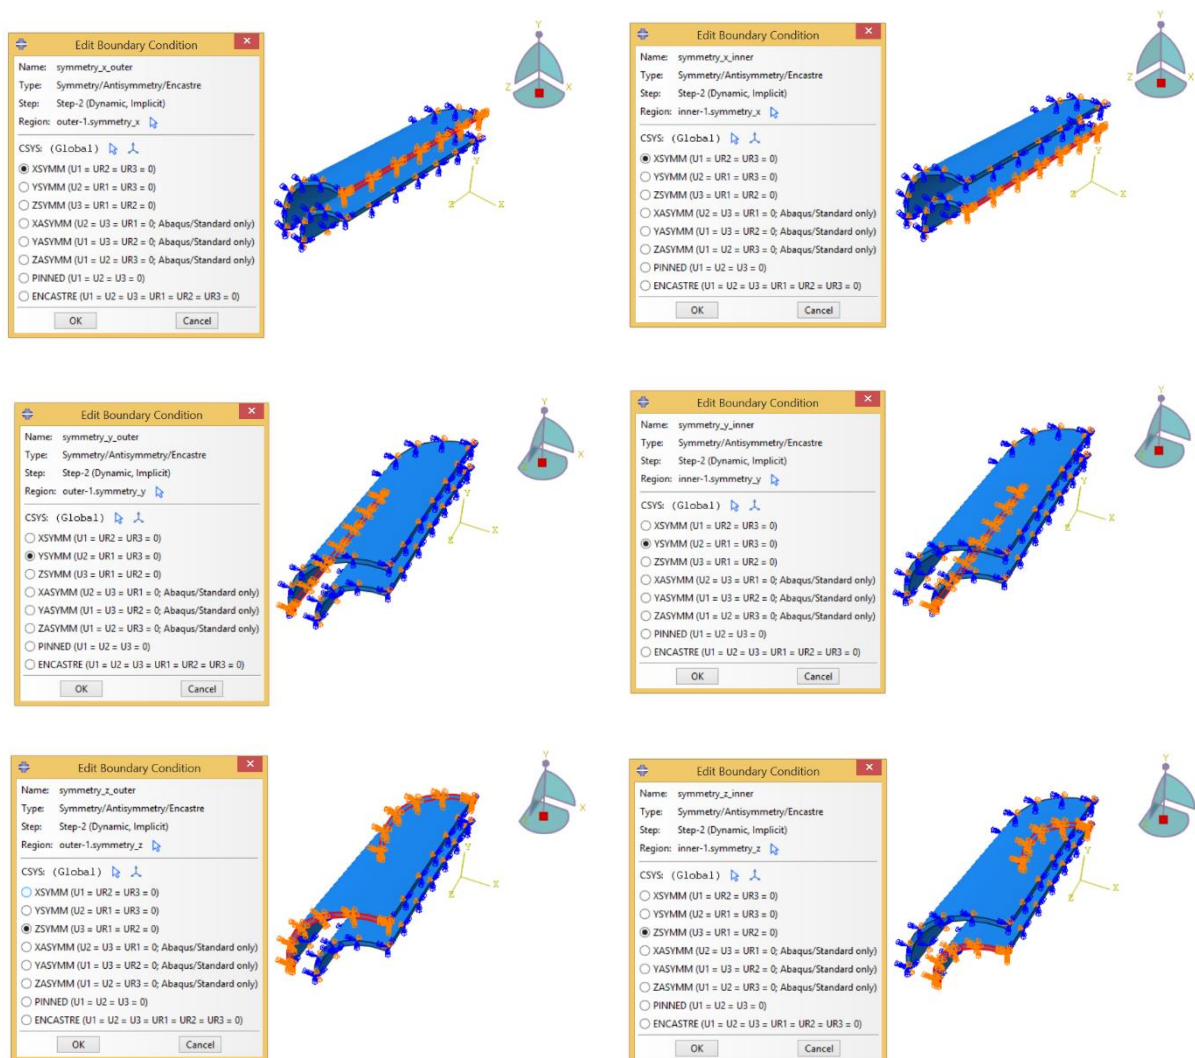 Edit Boundary Condition
Name: symmetry_x_outer
Type: Symmetry/Antisymmetry/Encastre
Step: Step-2 (Dynamic, Implicit)
Region: outer-1.symmetry_x
CSYS: (Global)
XSYMM (U1 = UR2 = UR3 = 0)
YSYMM (U2 = UR1 = UR3 = 0)
ZSYMM (U3 = UR1 = UR2 = 0)
XASYMM (U2 = U3 = UR1 = 0; Abaqus/Standard only)
YASYMM (U1 = U3 = UR2 = 0; Abaqus/Standard only)
ZASYMM (U1 = U2 = UR3 = 0; Abaqus/Standard only)
PINNED (U1 = U2 = U3 = 0)
ENCASTRE (U1 = U2 = U3 = UR1 = UR2 = UR3 = 0)
OK Cancel
Y
Z X
Y
Z X
Edit Boundary Condition
Name: symmetry_x_inner
Type: Symmetry/Antisymmetry/Encastre
Step: Step-2 (Dynamic, Implicit)
Region: inner-1.symmetry_x
CSYS: (Global)
XSYMM (U1 = UR2 = UR3 = 0)
YSYMM (U2 = UR1 = UR3 = 0)
ZSYMM (U3 = UR1 = UR2 = 0)
XASYMM (U2 = U3 = UR1 = 0; Abaqus/Standard only)
YASYMM (U1 = U3 = UR2 = 0; Abaqus/Standard only)
ZASYMM (U1 = U2 = UR3 = 0; Abaqus/Standard only)
PINNED (U1 = U2 = U3 = 0)
ENCASTRE (U1 = U2 = U3 = UR1 = UR2 = UR3 = 0)
OK Cancel
Y
Z X
Y
Z X
Edit Boundary Condition
Name: symmetry_y_outer
Type: Symmetry/Antisymmetry/Encastre
Step: Step-2 (Dynamic, Implicit)
Region: outer-1.symmetry_y
CSYS: (Global)
XSYMM (U1 = UR2 = UR3 = 0)
YSYMM (U2 = UR1 = UR3 = 0)
ZSYMM (U3 = UR1 = UR2 = 0)
XASYMM (U2 = U3 = UR1 = 0; Abaqus/Standard only)
YASYMM (U1 = U3 = UR2 = 0; Abaqus/Standard only)
ZASYMM (U1 = U2 = UR3 = 0; Abaqus/Standard only)
PINNED (U1 = U2 = U3 = 0)
ENCASTRE (U1 = U2 = U3 = UR1 = UR2 = UR3 = 0)
OK Cancel
Y
X
Y
Z X
Edit Boundary Condition
Name: symmetry_y_inner
Type: Symmetry/Antisymmetry/Encastre
Step: Step-2 (Dynamic, Implicit)
Region: inner-1.symmetry_y
CSYS: (Global)
XSYMM (U1 = UR2 = UR3 = 0)
YSYMM (U2 = UR1 = UR3 = 0)
ZSYMM (U3 = UR1 = UR2 = 0)
XASYMM (U2 = U3 = UR1 = 0; Abaqus/Standard only)
YASYMM (U1 = U3 = UR2 = 0; Abaqus/Standard only)
ZASYMM (U1 = U2 = UR3 = 0; Abaqus/Standard only)
PINNED (U1 = U2 = U3 = 0)
ENCASTRE (U1 = U2 = U3 = UR1 = UR2 = UR3 = 0)
OK Cancel
Y
Y
Z X
Edit Boundary Condition
Name: symmetry_z_outer
Type: Symmetry/Antisymmetry/Encastre
Step: Step-2 (Dynamic, Implicit)
Region: outer-1.symmetry_z
CSYS: (Global)
XSYMM (U1 = UR2 = UR3 = 0)
YSYMM (U2 = UR1 = UR3 = 0)
ZSYMM (U3 = UR1 = UR2 = 0)
XASYMM (U2 = U3 = UR1 = 0; Abaqus/Standard only)
YASYMM (U1 = U3 = UR2 = 0; Abaqus/Standard only)
ZASYMM (U1 = U2 = UR3 = 0; Abaqus/Standard only)
PINNED (U1 = U2 = U3 = 0)
ENCASTRE (U1 = U2 = U3 = UR1 = UR2 = UR3 = 0)
OK Cancel
Y
X
Y
Z X
Edit Boundary Condition
Name: symmetry_z_inner
Type: Symmetry/Antisymmetry/Encastre
Step: Step-2 (Dynamic, Implicit)
Region: inner-1.symmetry_z
CSYS: (Global)
XSYMM (U1 = UR2 = UR3 = 0)
YSYMM (U2 = UR1 = UR3 = 0)
ZSYMM (U3 = UR1 = UR2 = 0)
XASYMM (U2 = U3 = UR1 = 0; Abaqus/Standard only)
YASYMM (U1 = U3 = UR2 = 0; Abaqus/Standard only)
ZASYMM (U1 = U2 = UR3 = 0; Abaqus/Standard only)
PINNED (U1 = U2 = U3 = 0)
ENCASTRE (U1 = U2 = U3 = UR1 = UR2 = UR3 = 0)
OK Cancel
Y
Y
Z X